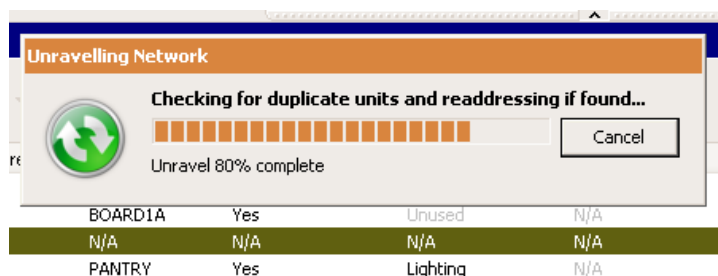 Unravelling Network
Checking for duplicate units and readdressing if found...
Cancel
Unravel 80% complete
re
BOARD1A Yes Unused N/A
N/A N/A N/A N/A
PANTRY Yes Lighting N/A